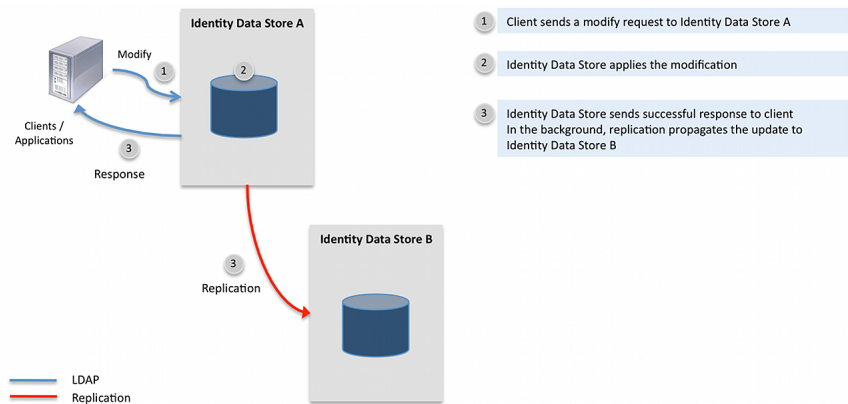 Identity Data Store A
Modify
1
2
Clients /
Applications
3
Response
Identity Data Store B
3
Replication
LDAP
Replication
1 Client sends a modify request to Identity Data Store A
2 Identity Data Store applies the modification
3 Identity Data Store sends successful response to client
In the background, replication propagates the update to
Identity Data Store B